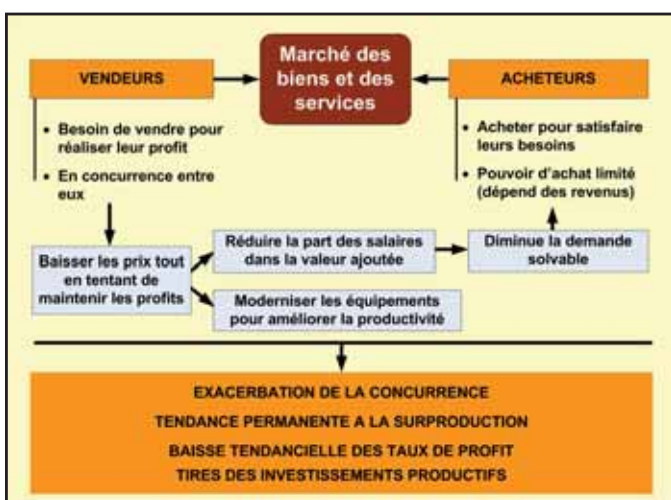 Marché des
biens et des
services
VENDEURS
ACHETEURS
• Besoin de vendre pour
réaliser leur profit
• En concurrence entre
eux
• Acheter pour satisfaire
leurs besoins
• Pouvoir d'achat limité
(dépend des revenus)
Baisser les prix tout
en tentant de
maintenir les profits
Réduire la part des salaires
dans la valeur ajoutée
Diminue la demande
solvable
Moderniser les équipements
pour améliorer la productivité
EXACERBATION DE LA CONCURRENCE
TENDANCE PERMANENTE A LA SURPRODUCTION
BAISSE TENDANCIELLE DES TAUX DE PROFIT
TIRES DES INVESTISSEMENTS PRODUCTIFS